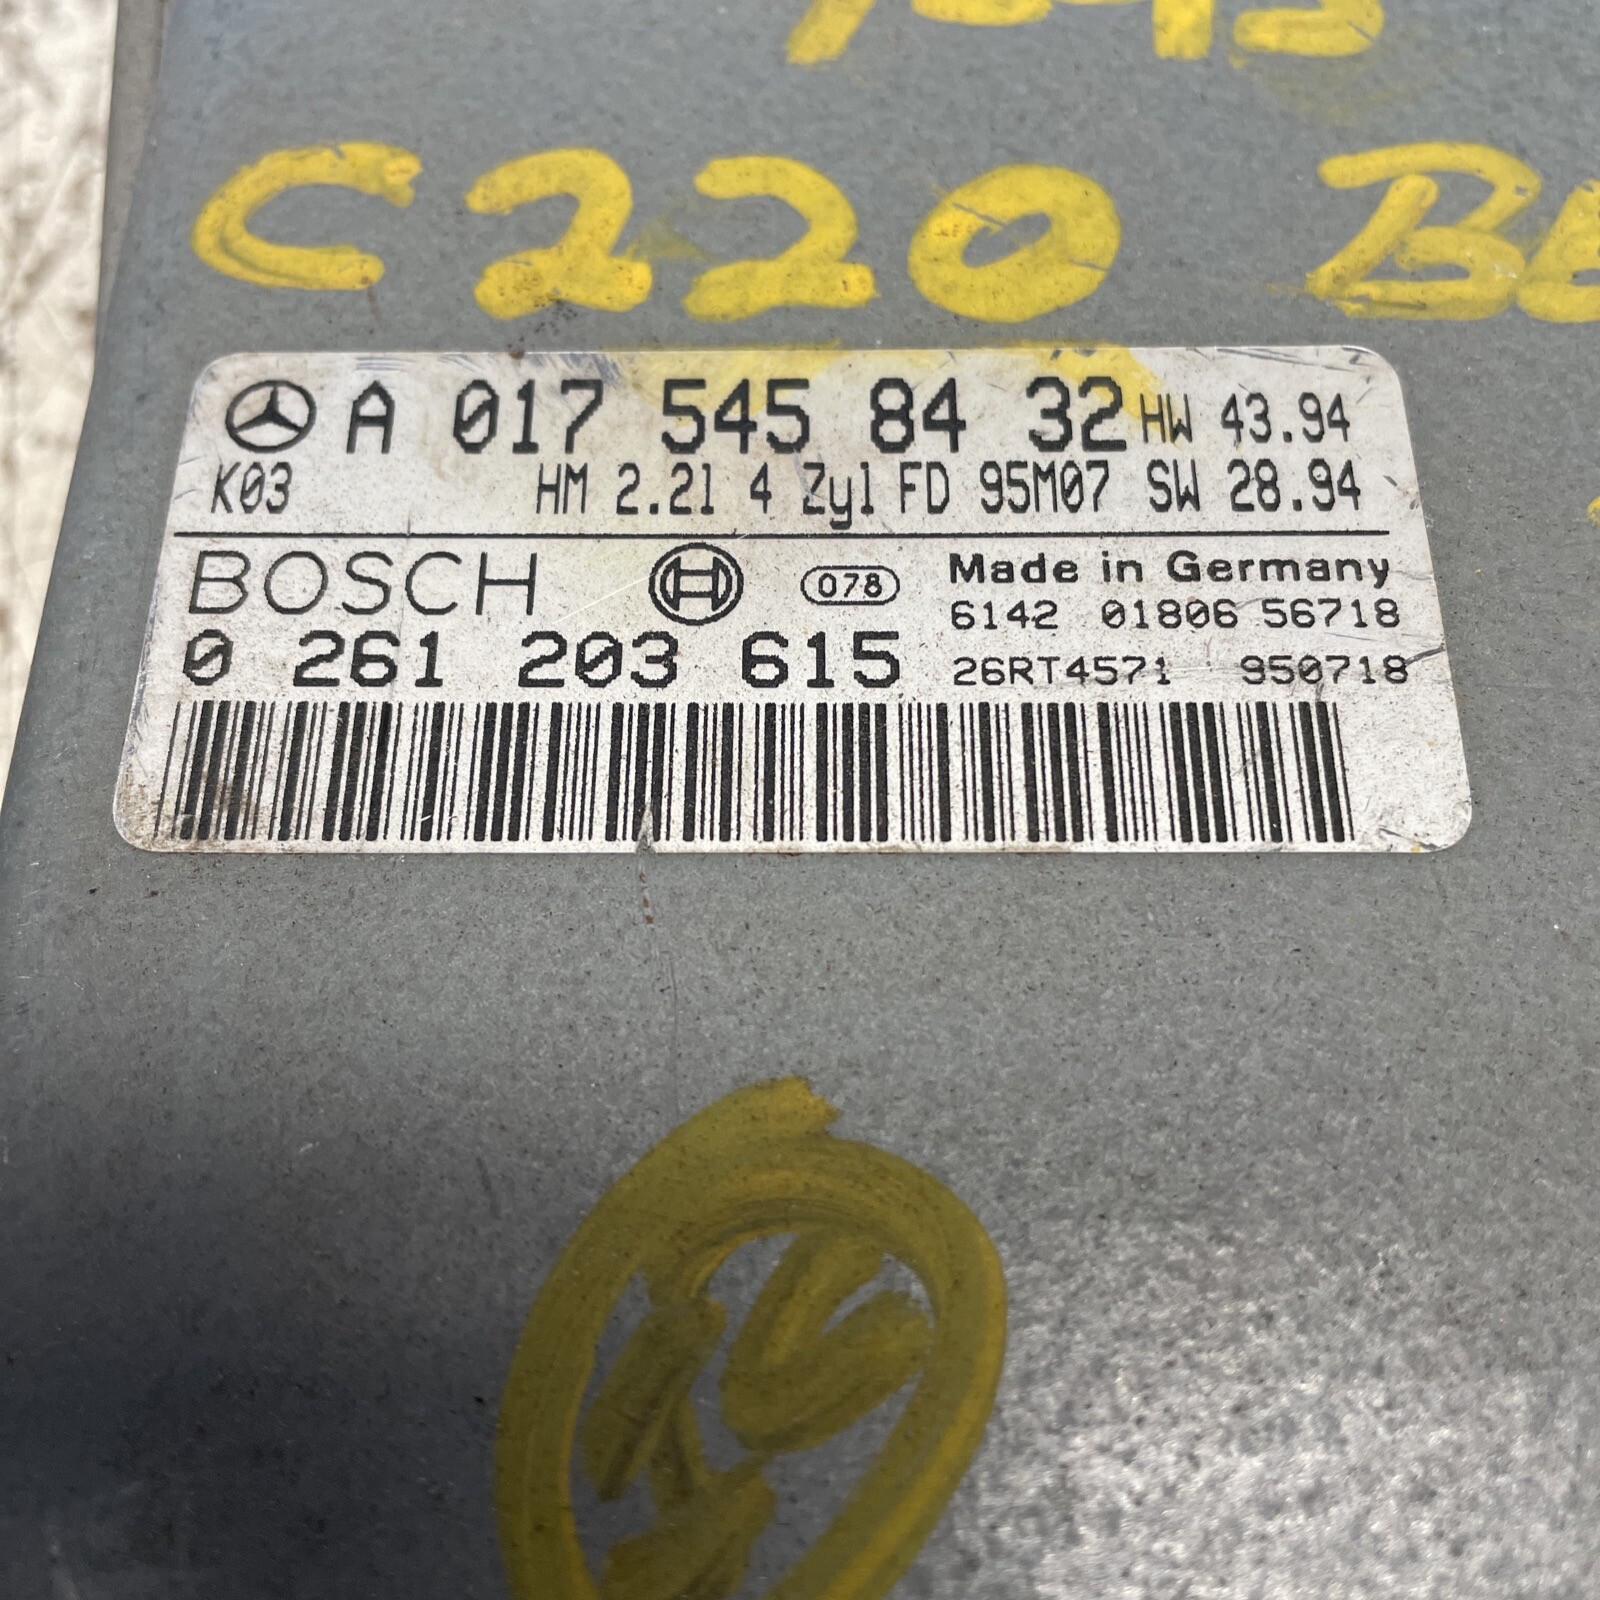 C220
A 017 545 84 32 HW 43.94
K03 HM 2.2l 4 Zyl FD 95M07 SW 28.94
BOSCH 078 Made in Germany
6142 01806 56718
0 261 203 615 26RT4571 950718